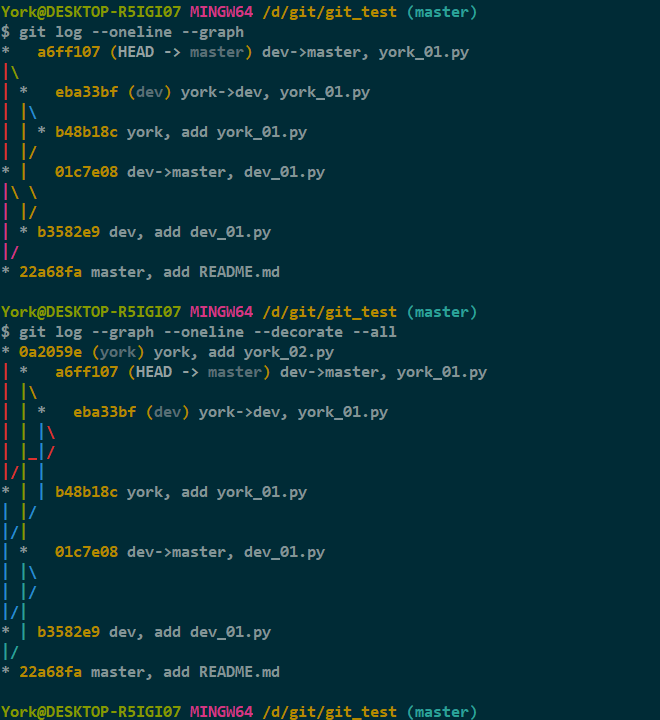 York@DESKTOP-R5IGI07 MINGW64 /d/git/git_test (master)
$ git log --oneline --graph
*   a6ff107 (HEAD -> master) dev->master, york_01.py
|\
| *   eba33bf (dev) york->dev, york_01.py
| |\
| | * b48b18c york, add york_01.py
| |/
* |   01c7e08 dev->master, dev_01.py
|\ \
| |/
| * b3582e9 dev, add dev_01.py
|/
* 22a68fa master, add README.md
York@DESKTOP-R5IGI07 MINGW64 /d/git/git_test (master)
$ git log --graph --oneline --decorate --all
* 0a2059e (york) york, add york_02.py
| *   a6ff107 (HEAD -> master) dev->master, york_01.py
| |\
| | *   eba33bf (dev) york->dev, york_01.py
| | |\
| |_|/
|/| |
* | | b48b18c york, add york_01.py
| |/
|/|
| *   01c7e08 dev->master, dev_01.py
| |\
| |/
|/|
* | b3582e9 dev, add dev_01.py
|/
* 22a68fa master, add README.md
York@DESKTOP-R5IGI07 MINGW64 /d/git/git_test (master)